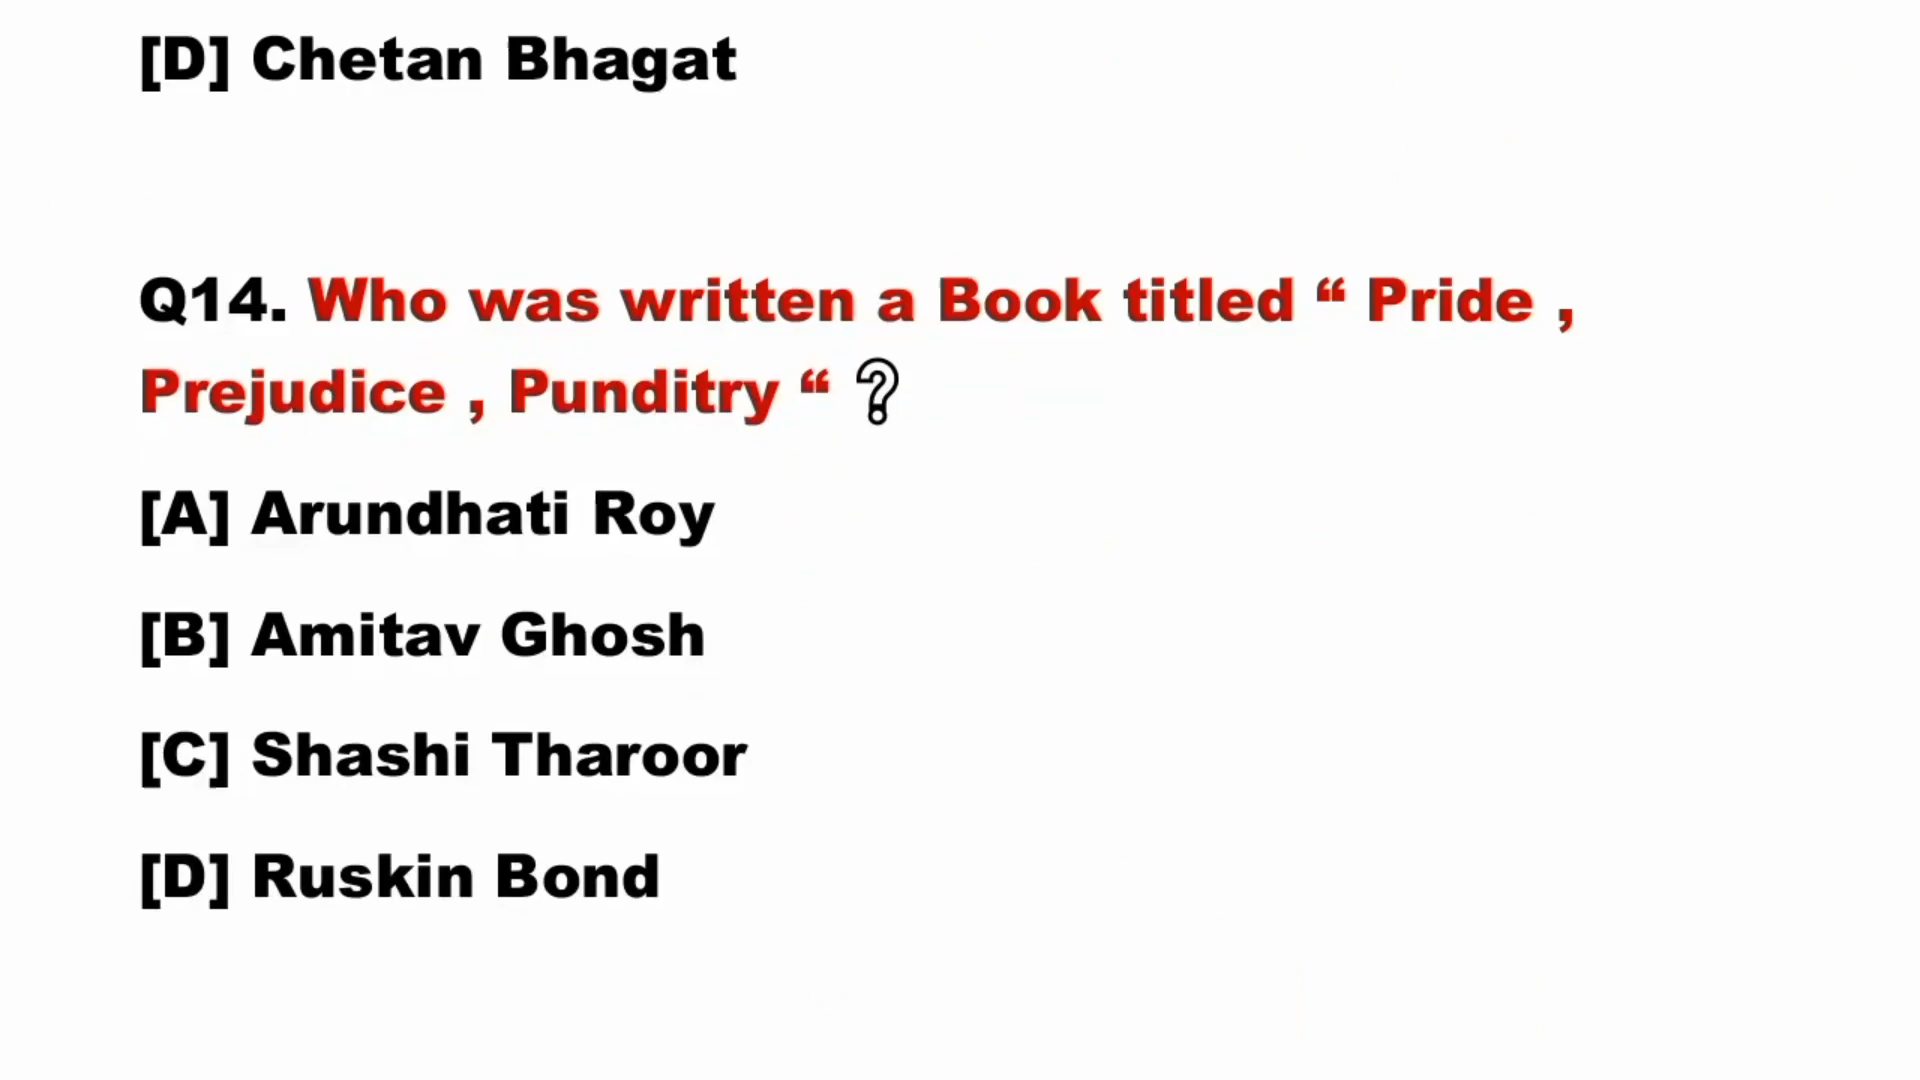 [D] Chetan Bhagat
Q14. Who was written a Book titled “ Pride ,
Prejudice , Punditry “ ?
[A] Arundhati Roy
[B] Amitav Ghosh
[C] Shashi Tharoor
[D] Ruskin Bond